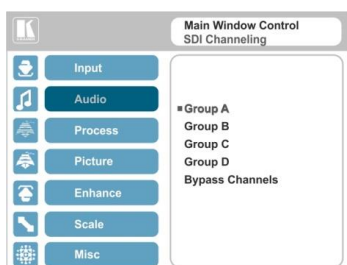 Main Window Control
SDI Channeling
Input
Audio
Process
Picture
Enhance
Scale
Misc
Group A
Group B
Group C
Group D
Bypass Channels